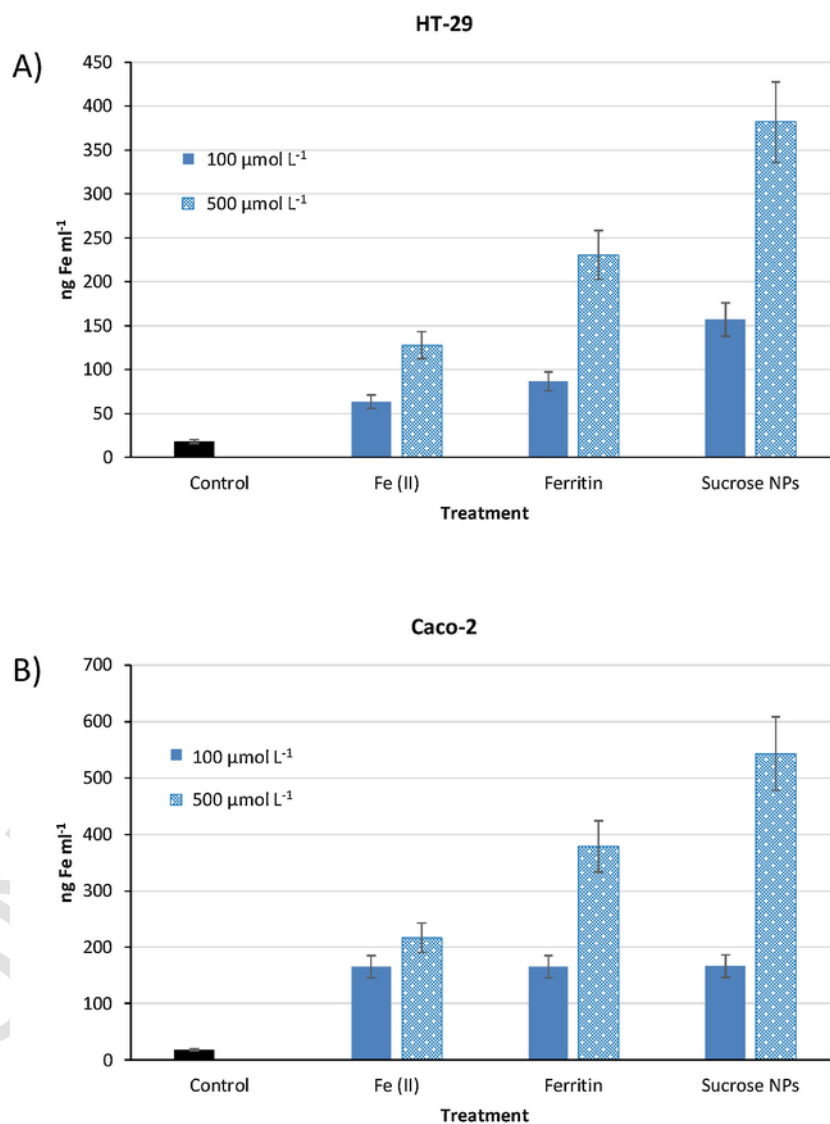 HT-29
A)
450
400
350
300
250
200
150
100
50
0
ng Fe ml⁻¹
100 µmol L⁻¹
500 µmol L⁻¹
Control Fe (II) Ferritin Sucrose NPs
Treatment
Caco-2
B)
700
600
500
400
300
200
100
0
ng Fe ml⁻¹
100 µmol L⁻¹
500 µmol L⁻¹
Control Fe (II) Ferritin Sucrose NPs
Treatment